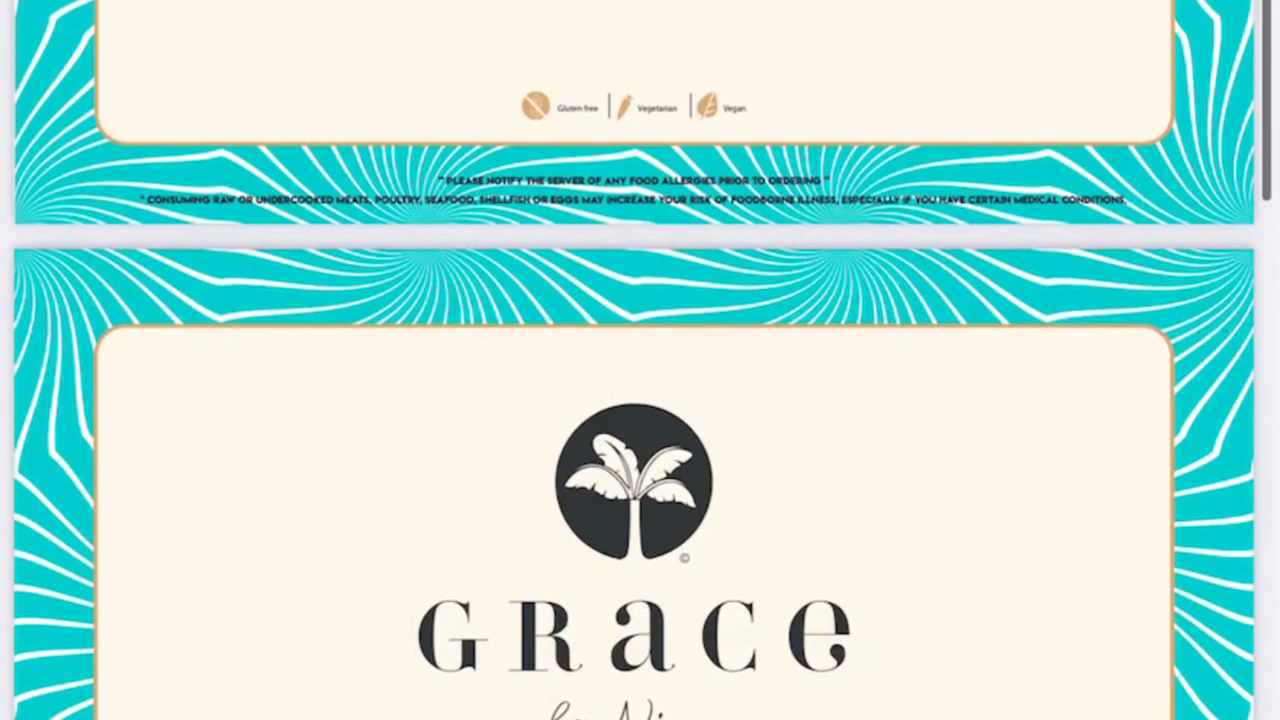 Gluten free | Vegetarian | Vegan
" PLEASE NOTIFY THE SERVER OF ANY FOOD ALLERGIES PRIOR TO ORDERING "
* CONSUMING RAW OR UNDERCOOKED MEATS, POULTRY, SEAFOOD, SHELLFISH OR EGGS MAY INCREASE YOUR RISK OF FOODBORNE ILLNESS, ESPECIALLY IF YOU HAVE CERTAIN MEDICAL CONDITIONS.
©
GRace